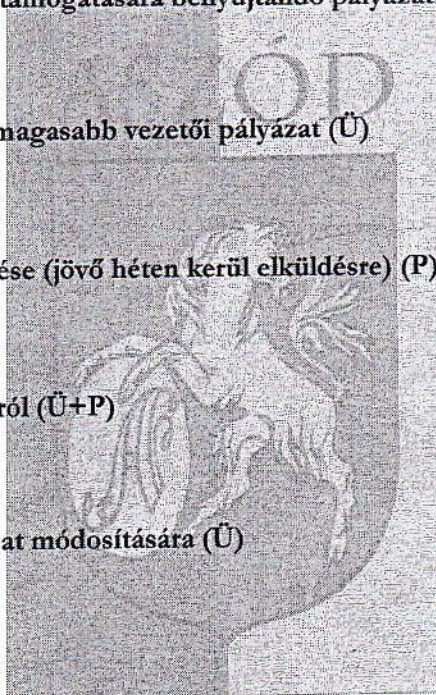 támogatására benyújtandó pályázat
ÓD
magasabb vezetői pályázat (Ü)
ése (jövő héten kerül elküldésre) (P)
ról (Ü+P)
at módosítására (Ü)